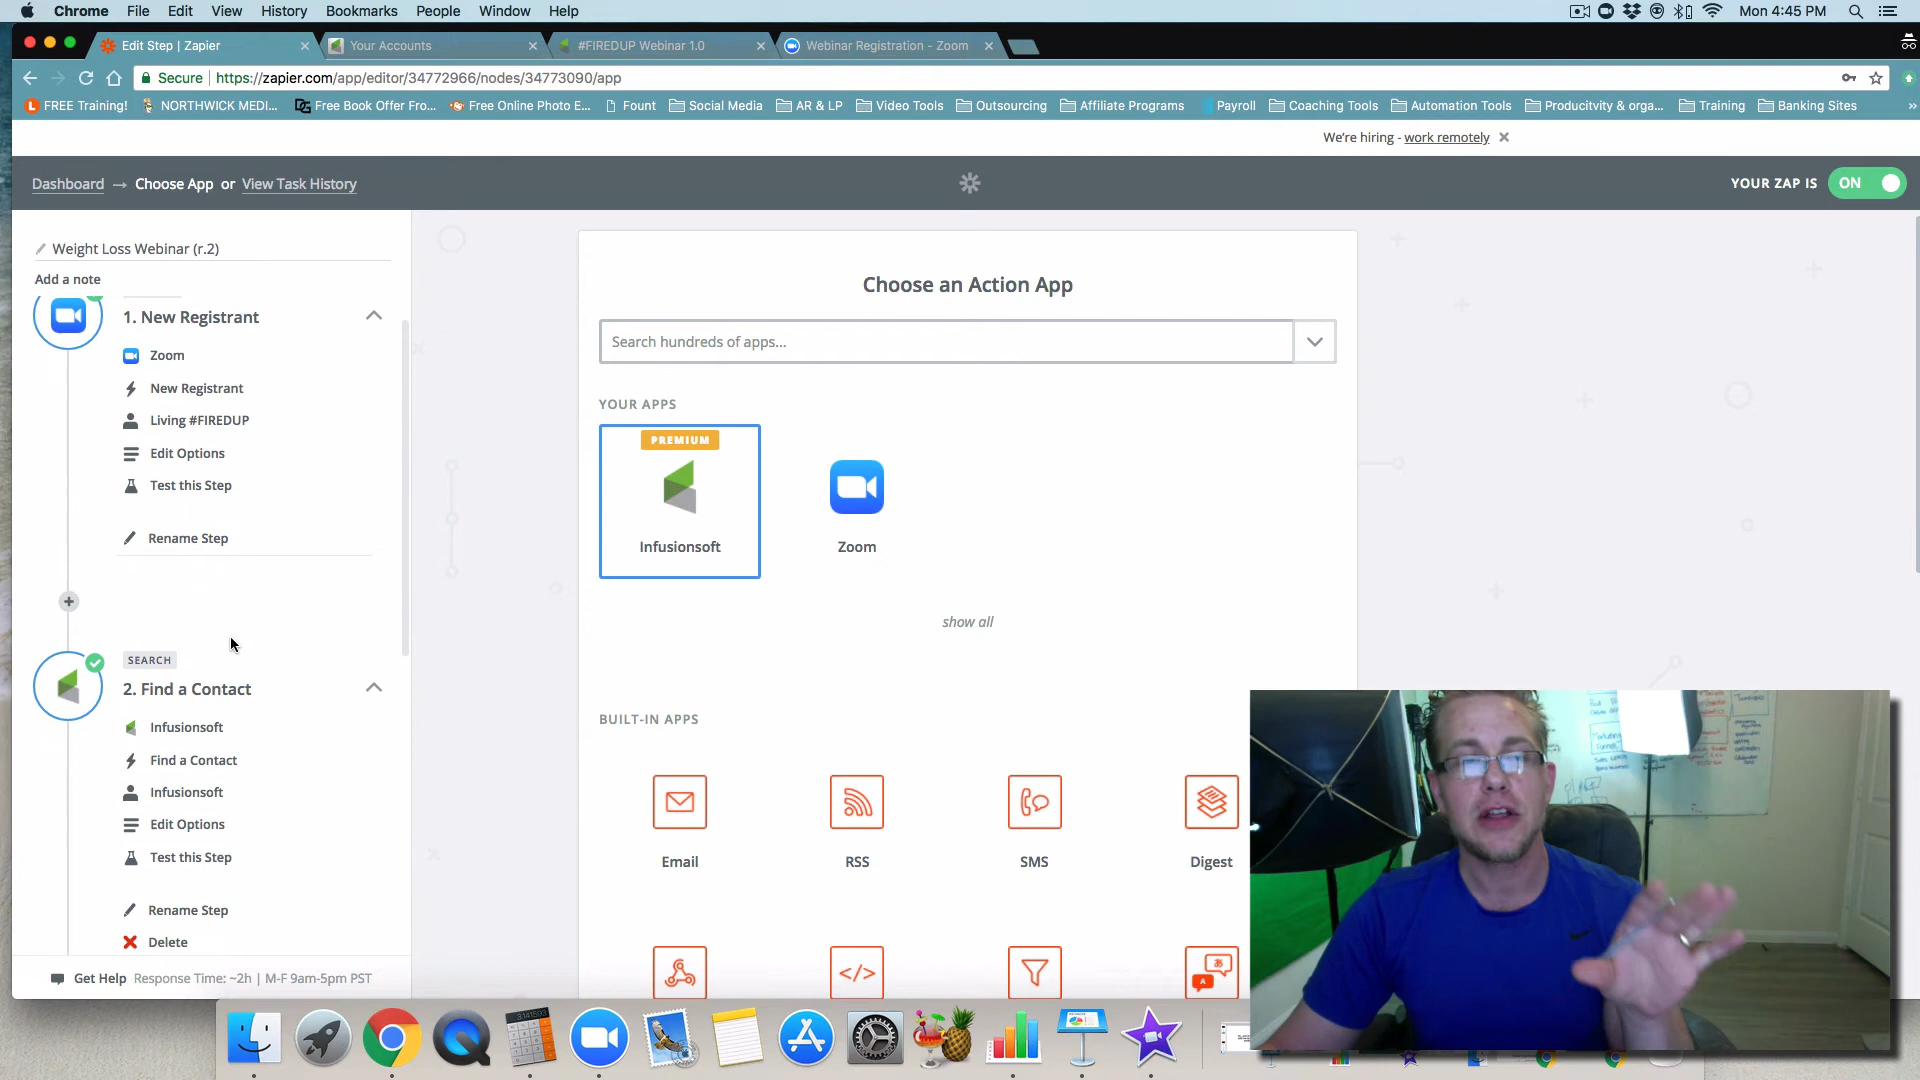 Chrome File Edit View History Bookmarks People Window Help Mon 4:45 PM
Edit Step | Zapier Your Accounts #FIREDUP Webinar 1.0 Webinar Registration - Zoom
Secure https://zapier.com/app/editor/34772966/nodes/34773090/app
FREE Training! NORTHWICK MEDI... Free Book Offer Fro... Free Online Photo E... Fount Social Media AR & LP Video Tools Outsourcing Affiliate Programs Payroll Coaching Tools Automation Tools Producitvity & orga... Training Banking Sites »
We're hiring - work remotely
Dashboard → Choose App or View Task History YOUR ZAP IS ON
Weight Loss Webinar (r.2)
Add a note
1. New Registrant
Zoom
New Registrant
Living #FIREDUP
Edit Options
Test this Step
Rename Step
SEARCH
2. Find a Contact
Infusionsoft
Find a Contact
Infusionsoft
Edit Options
Test this Step
Rename Step
Delete
Get Help Response Time: ~2h | M-F 9am-5pm PST
Choose an Action App
Search hundreds of apps...
YOUR APPS
PREMIUM
Infusionsoft Zoom
show all
BUILT-IN APPS
Email RSS SMS Digest